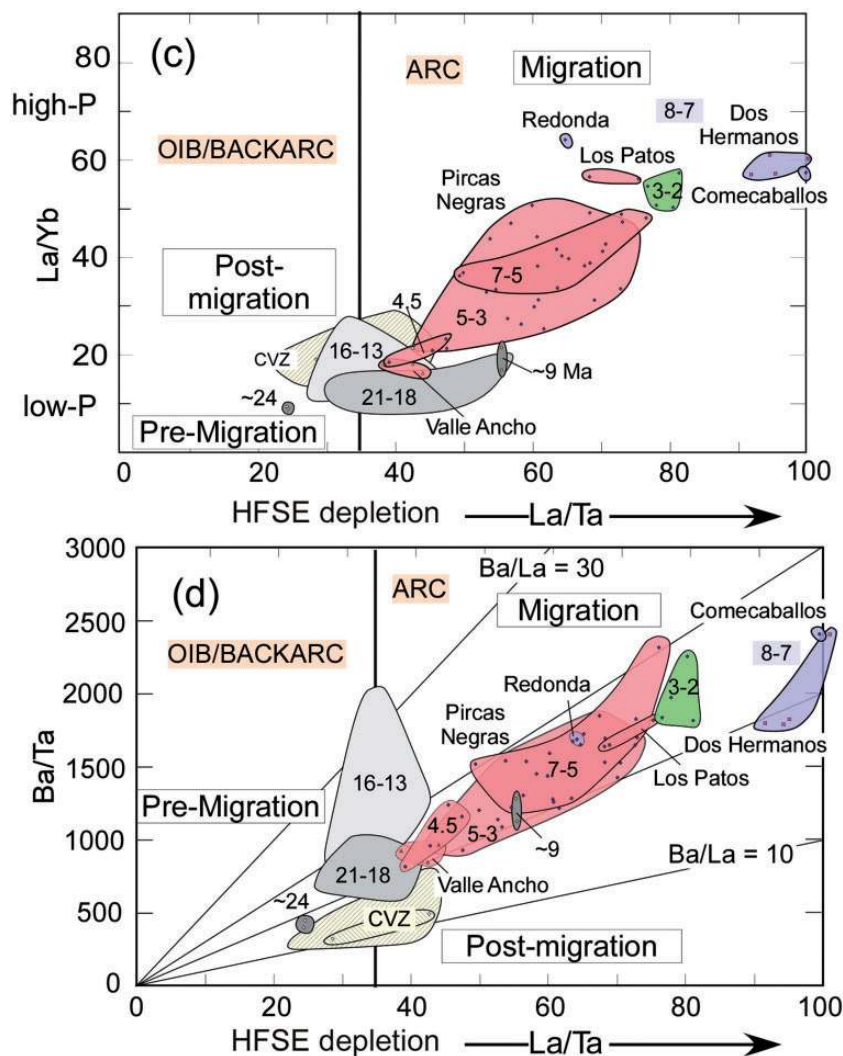 (c)
ARC
Migration
80
high-P
8-7
Dos
Hermanos
Redonda
OIB/BACKARC
Los Patos
60
Pircas
Negras
3-2
Comecaballos
La/Yb
Post-
migration
40
7-5
4.5
5-3
CVZ
16-13
20
~9 Ma
~24
21-18
low-P
Valle Ancho
Pre-Migration
0 20 40 60 80 100
HFSE depletion La/Ta
3000
(d)
ARC
Ba/La = 30
Migration
Comecaballos
2500
OIB/BACKARC
8-7
3-2
2000
Redonda
Pircas
Negras
Dos Hermanos
Ba/Ta
1500
16-13
7-5
Los Patos
Pre-Migration
4.5
5-3
~9
1000
Ba/La = 10
21-18
Valle Ancho
~24
500
CVZ
Post-migration
0
0 20 40 60 80 100
HFSE depletion La/Ta